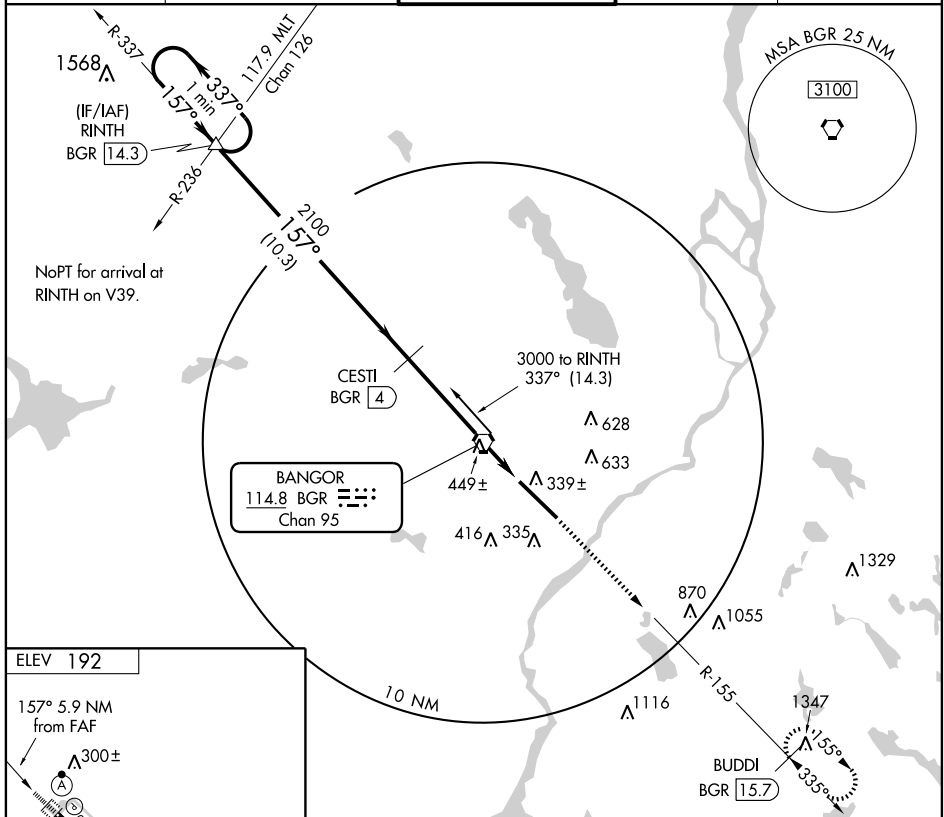 R-337
117.9 MLT
Chan 126
MSA BGR 25 NM
3100
1568
337°
1 min
157°
(IF/IAF)
RINTH
BGR 14.3
R-236
2100
157°
(10.3)
NoPT for arrival at
RINTH on V39.
3000 to RINTH
337° (14.3)
CESTI
BGR 4
628
633
449±
339±
BANGOR
114.8 BGR
Chan 95
416
335
1329
870
1055
ELEV 192
10 NM
R-155
1116
1347
155°
335°
BUDDI
BGR 15.7
157° 5.9 NM
from FAF
300±
A
P